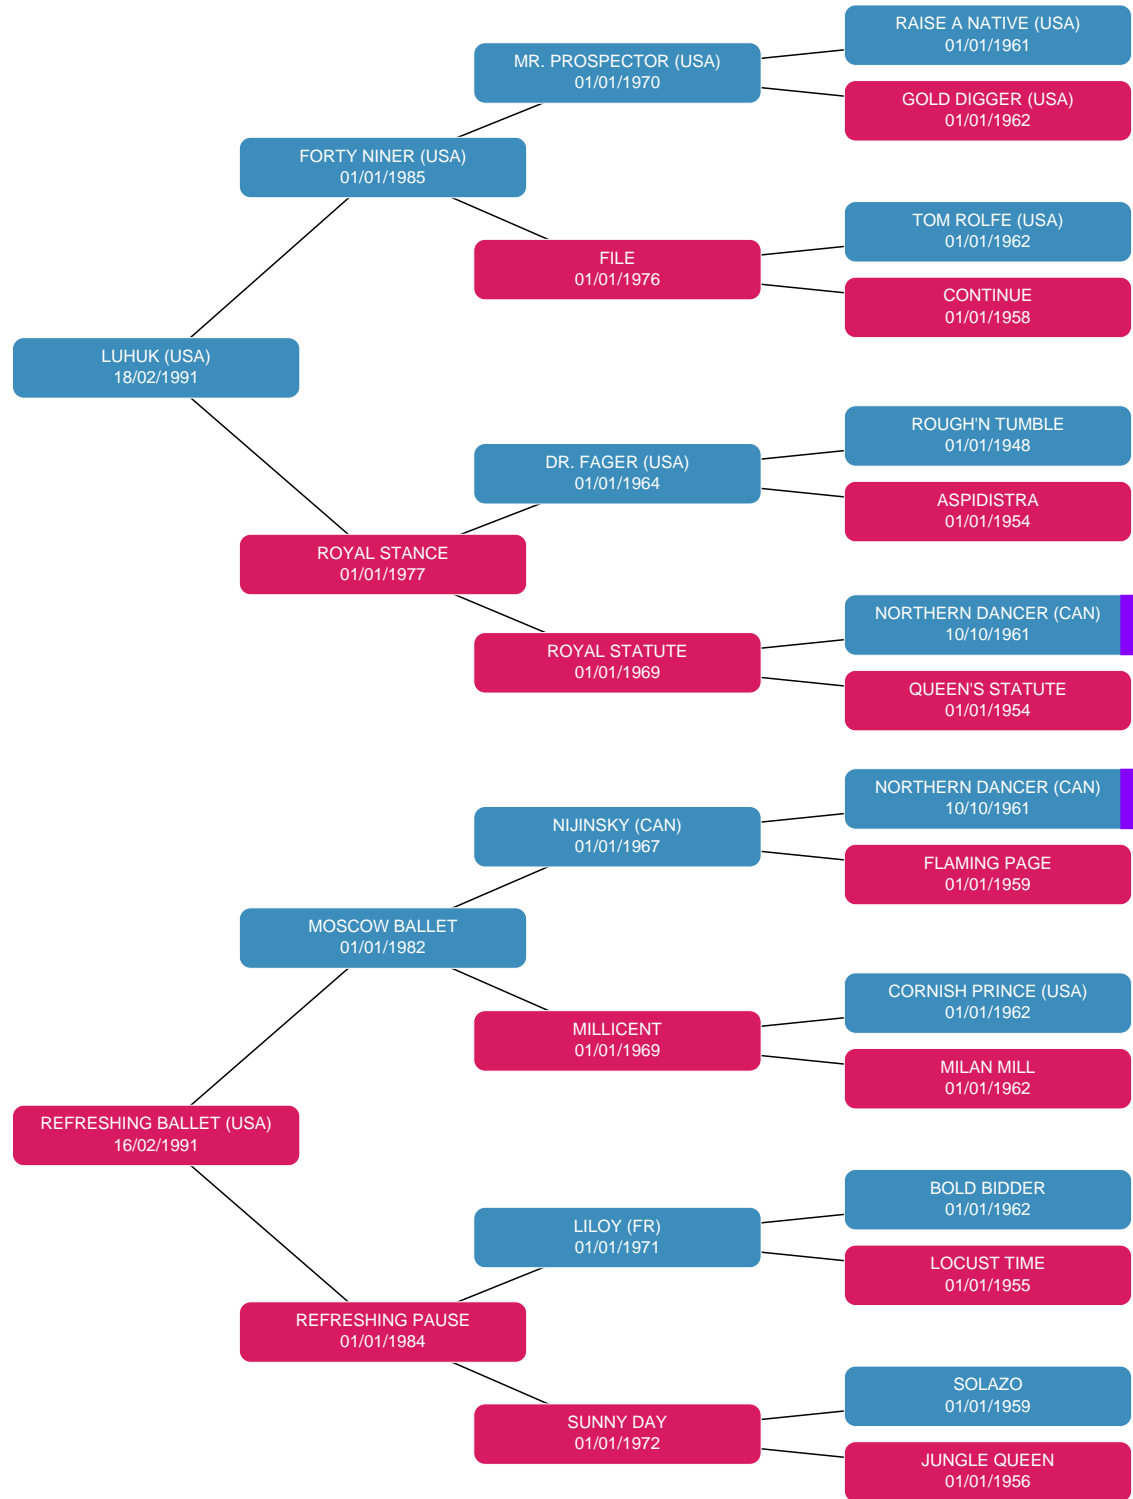 RAISE A NATIVE (USA)
01/01/1961
MR. PROSPECTOR (USA)
01/01/1970
GOLD DIGGER (USA)
01/01/1962
FORTY NINER (USA)
01/01/1985
TOM ROLFE (USA)
01/01/1962
FILE
01/01/1976
CONTINUE
01/01/1958
LUHUK (USA)
18/02/1991
ROUGH'N TUMBLE
01/01/1948
DR. FAGER (USA)
01/01/1964
ASPIDISTRA
01/01/1954
ROYAL STANCE
01/01/1977
NORTHERN DANCER (CAN)
10/10/1961
ROYAL STATUTE
01/01/1969
QUEEN'S STATUTE
01/01/1954
NORTHERN DANCER (CAN)
10/10/1961
NIJINSKY (CAN)
01/01/1967
FLAMING PAGE
01/01/1959
MOSCOW BALLET
01/01/1982
CORNISH PRINCE (USA)
01/01/1962
MILLICENT
01/01/1969
MILAN MILL
01/01/1962
REFRESHING BALLET (USA)
16/02/1991
BOLD BIDDER
01/01/1962
LILOY (FR)
01/01/1971
LOCUST TIME
01/01/1955
REFRESHING PAUSE
01/01/1984
SOLAZO
01/01/1959
SUNNY DAY
01/01/1972
JUNGLE QUEEN
01/01/1956